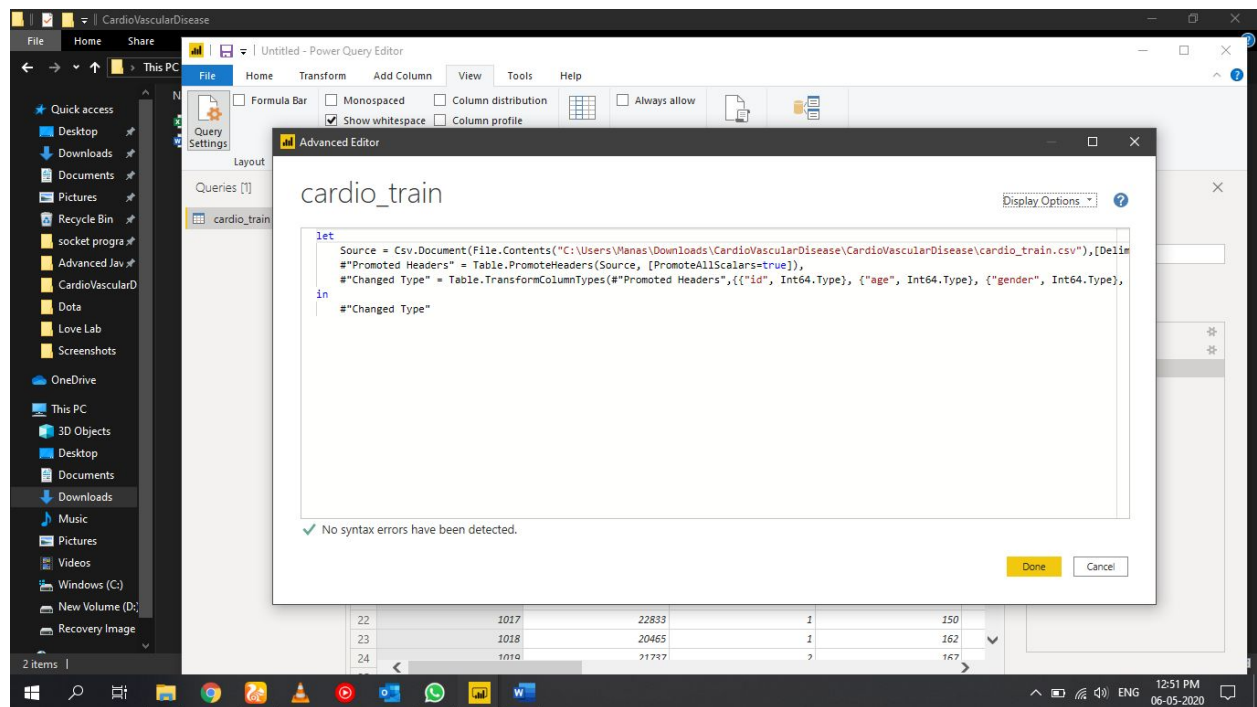 CardioVascularDisease
File Home Share
Untitled - Power Query Editor
This PC
File Home Transform Add Column View Tools Help
Quick access
Desktop
Downloads
Documents
Pictures
Recycle Bin
socket progra
Advanced Jav
CardioVascularD
Dota
Love Lab
Screenshots
OneDrive
This PC
3D Objects
Desktop
Documents
Downloads
Music
Pictures
Videos
Windows (C:)
New Volume (D:)
Recovery Image
2 items
Formula Bar Monospaced Column distribution Always allow
Show whitespace Column profile
Query
Settings
Layout
Queries [1]
cardio_train
Advanced Editor
cardio_train
Display Options
let
Source = Csv.Document(File.Contents("C:\Users\Manas\Downloads\CardioVascularDisease\CardioVascularDisease\cardio_train.csv"),[Delim
#"Promoted Headers" = Table.PromoteHeaders(Source, [PromoteAllScalars=true]),
#"Changed Type" = Table.TransformColumnTypes(#"Promoted Headers",{{"id", Int64.Type}, {"age", Int64.Type}, {"gender", Int64.Type},
in
#"Changed Type"
No syntax errors have been detected.
Done Cancel
22 1017 22833 1 150
23 1018 20465 1 162
24 1019 21737 2 167
ENG
12:51 PM
06-05-2020